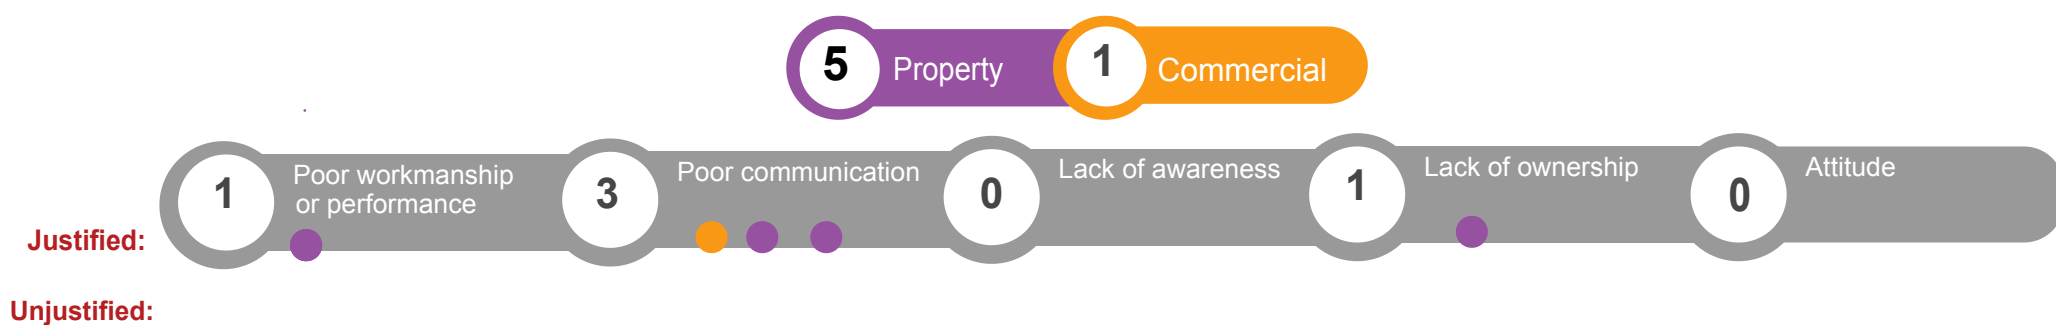 5 Property 1 Commercial
1 Poor workmanship
or performance
3 Poor communication
0 Lack of awareness
1 Lack of ownership
0 Attitude
Justified:
Unjustified: